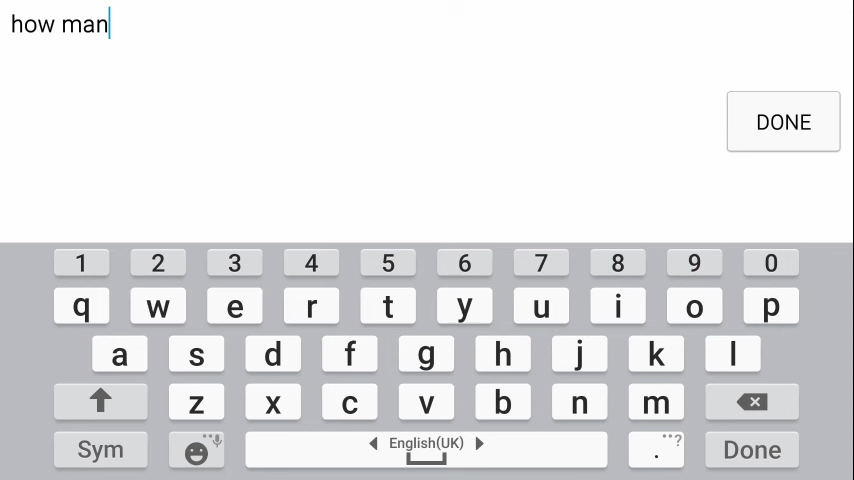 how man
DONE
1 2 3 4 5 6 7 8 9 0
q w e r t y u i o p
a s d f g h j k l
z x c v b n m
Sym English(UK) . ? Done